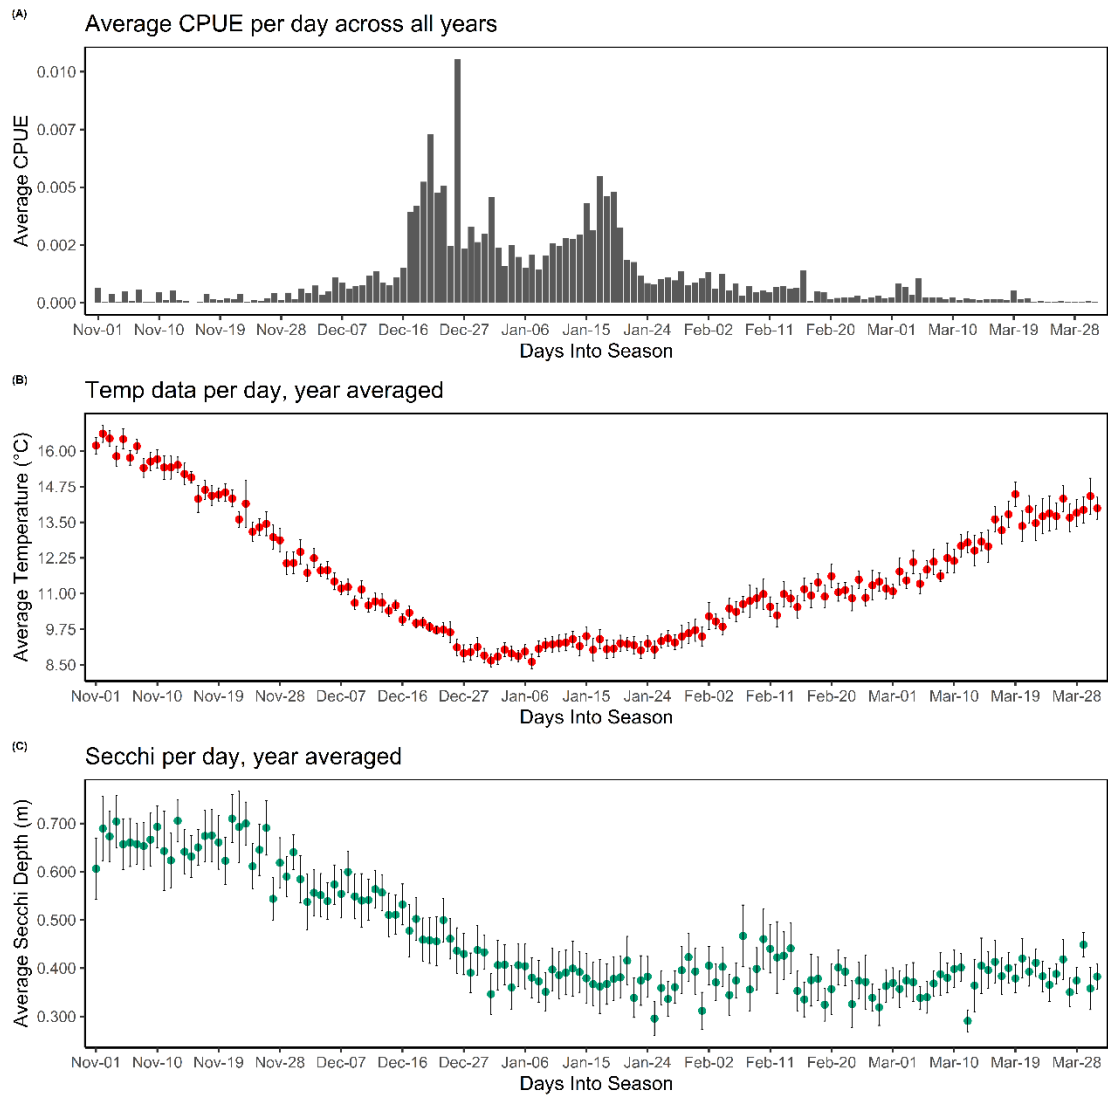 (A)
Average CPUE per day across all years
Average CPUE
0.010
0.007
0.005
0.002
0.000
Nov-01 Nov-10 Nov-19 Nov-28 Dec-07 Dec-16 Dec-27 Jan-06 Jan-15 Jan-24 Feb-02 Feb-11 Feb-20 Mar-01 Mar-10 Mar-19 Mar-28
Days Into Season
(B)
Temp data per day, year averaged
Average Temperature (°C)
16.00
14.75
13.50
12.25
11.00
9.75
8.50
Nov-01 Nov-10 Nov-19 Nov-28 Dec-07 Dec-16 Dec-27 Jan-06 Jan-15 Jan-24 Feb-02 Feb-11 Feb-20 Mar-01 Mar-10 Mar-19 Mar-28
Days Into Season
(C)
Secchi per day, year averaged
Average Secchi Depth (m)
0.700
0.600
0.500
0.400
0.300
Nov-01 Nov-10 Nov-19 Nov-28 Dec-07 Dec-16 Dec-27 Jan-06 Jan-15 Jan-24 Feb-02 Feb-11 Feb-20 Mar-01 Mar-10 Mar-19 Mar-28
Days Into Season